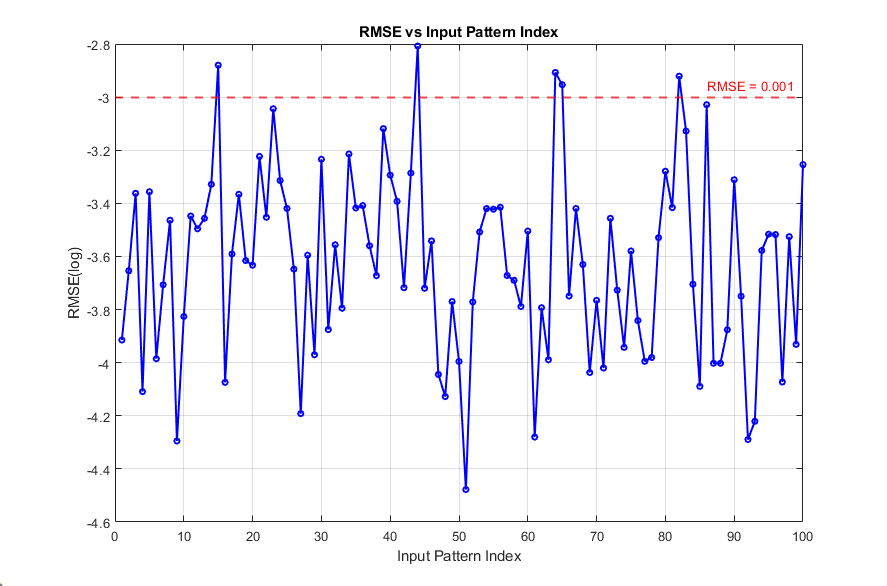 RMSE vs Input Pattern Index
-2.8
RMSE = 0.001
-3
-3.2
-3.4
-3.6
RMSE(log)
-3.8
-4
-4.2
-4.4
-4.6
0 10 20 30 40 50 60 70 80 90 100
Input Pattern Index